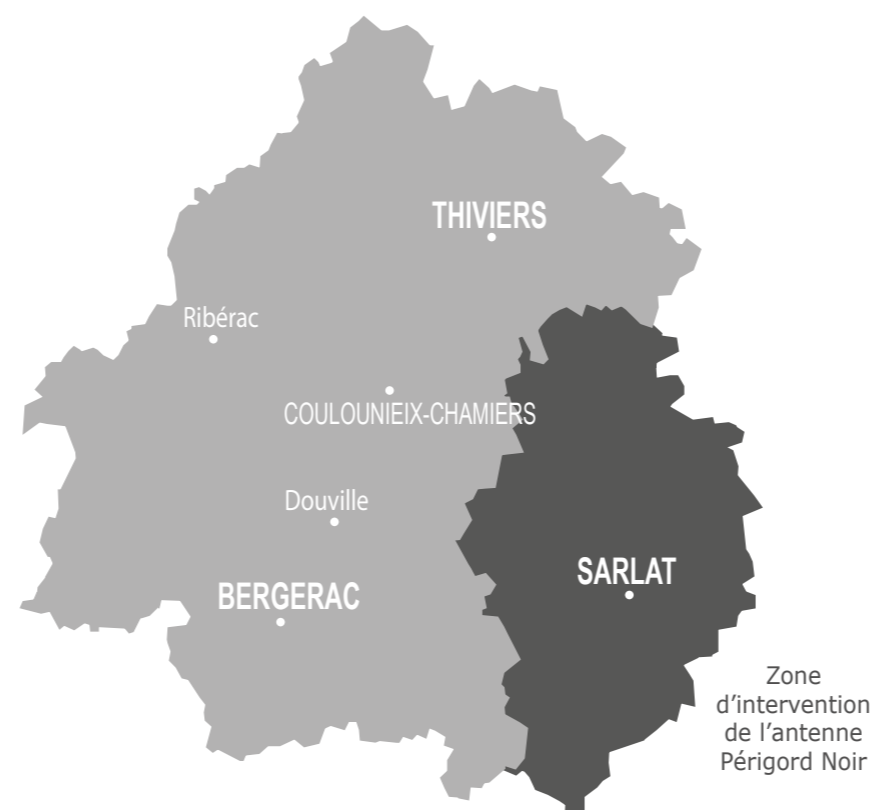 THIVIERS
Ribérac
COULOUNIEIX-CHAMIERS
Douville
SARLAT
BERGERAC
Zone
d’intervention
de l’antenne
Périgord Noir